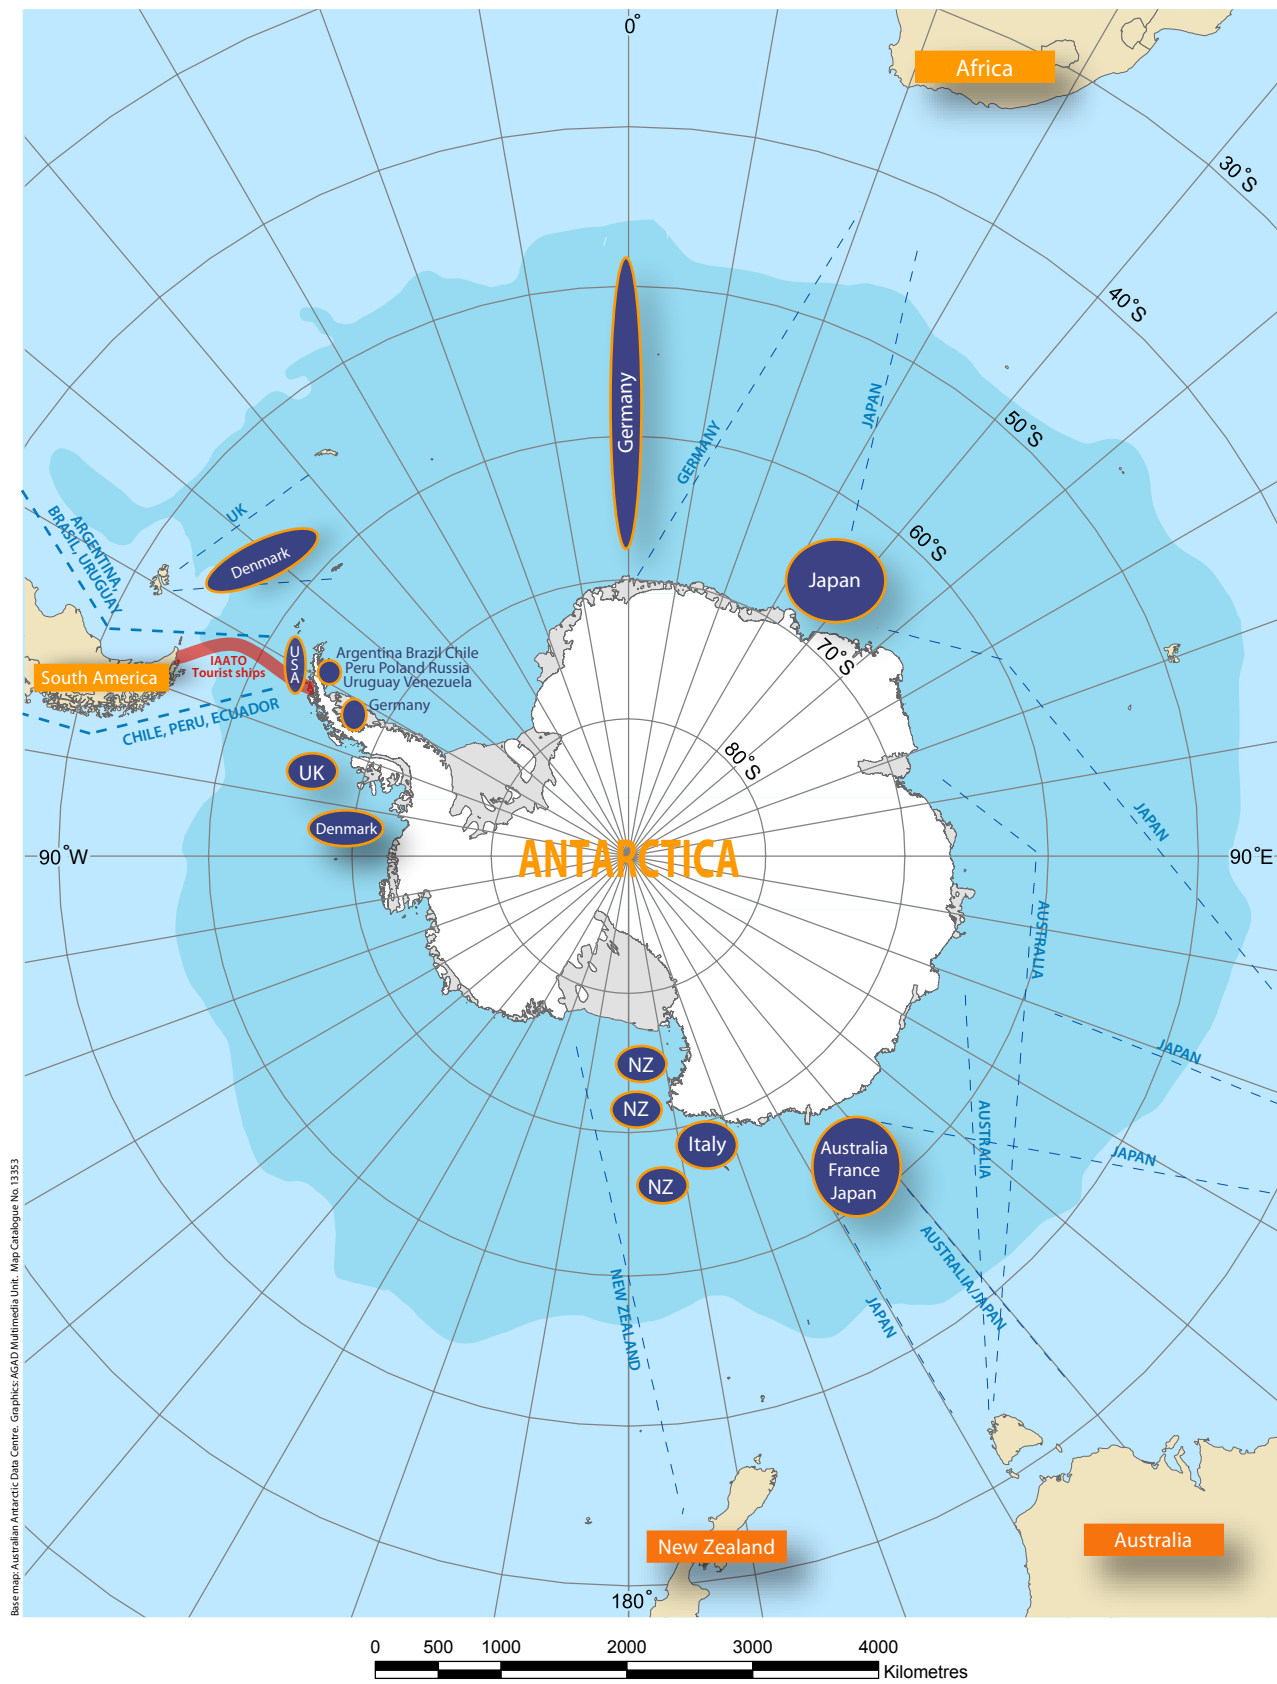 0°
Africa
30°S
40°S
50°S
60°S
70°S
80°S
Germany
GERMANY
JAPAN
UK
Denmark
ARGENTINA,
BRASIL, URUGUAY
Japan
South America
IAATO
Tourist ships
USA
Argentina Brazil Chile
Peru Poland Russia
Uruguay Venezuela
Germany
CHILE, PERU, ECUADOR
UK
Denmark
JAPAN
90°W
ANTARCTICA
90°E
AUSTRALIA
JAPAN
NZ
NZ
Italy
NZ
Australia
France
Japan
AUSTRALIA
JAPAN
AUSTRALIA/JAPAN
JAPAN
NEW ZEALAND
New Zealand
Australia
180°
Base map: Australian Antarctic Data Centre. Graphics: AGAD Multimedia Unit. Map Catalogue No. 13353
0 500 1000 2000 3000 4000
Kilometres